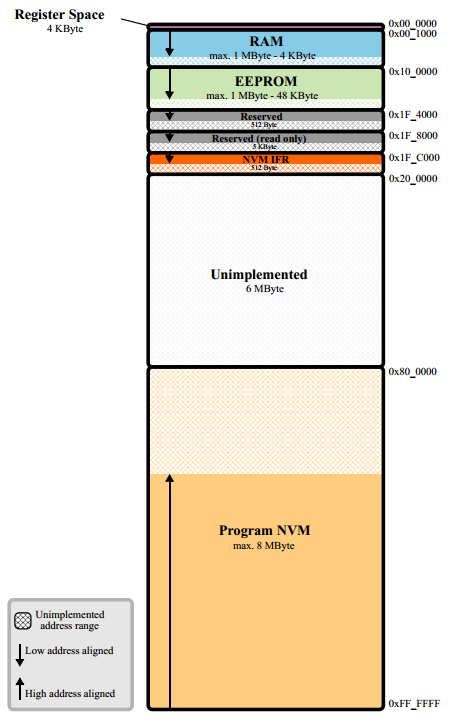 Register Space
4 KByte
0x00_0000
0x00_1000
RAM
max. 1 MByte - 4 KByte
0x10_0000
EEPROM
max. 1 MByte - 48 KByte
0x1F_4000
Reserved
512 Byte
0x1F_8000
Reserved (read only)
5 KByte
0x1F_C000
NVM IFR
512 Byte
0x20_0000
Unimplemented
6 MByte
0x80_0000
Program NVM
max. 8 MByte
Unimplemented
address range
Low address aligned
High address aligned
0xFF_FFFF